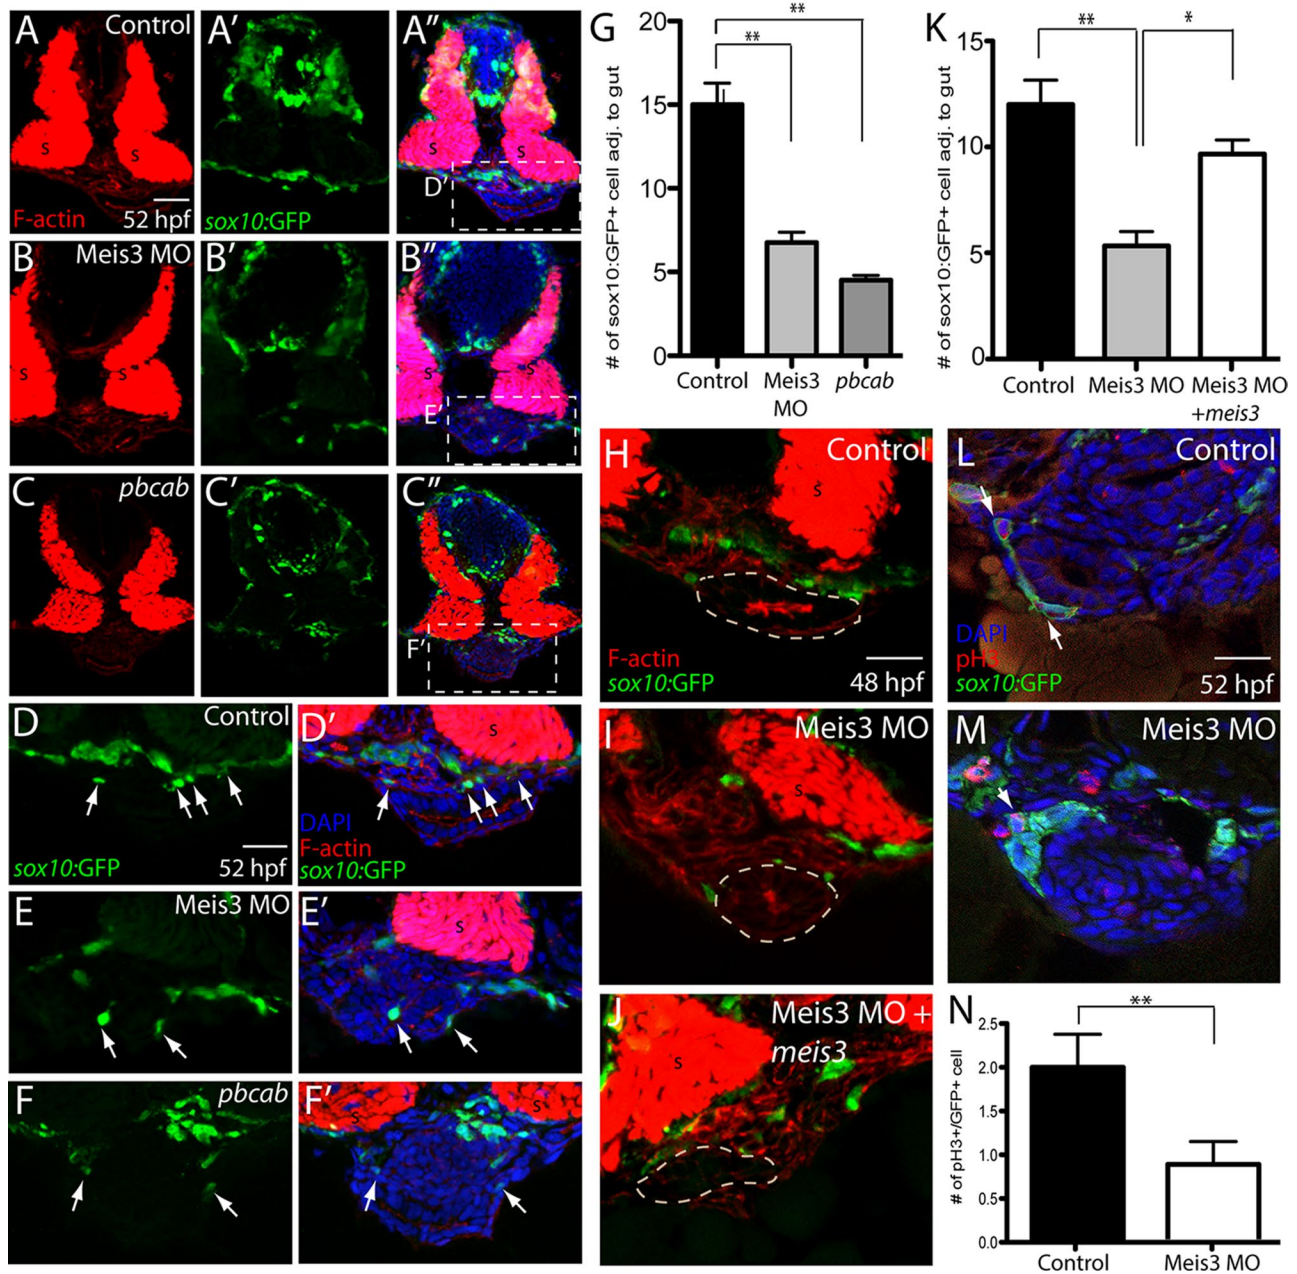 A Control
s s
F-actin 52 hpf
A′
sox10:GFP
A″
s s
D′
B Meis3 MO
s s
B′
B″
s s
E′
C pbcab
C′
C″
F′
D Control
sox10:GFP 52 hpf
D′
s
DAPI
F-actin
sox10:GFP
E Meis3 MO
E′
s
F pbcab
F′
s s
G
# of sox10:GFP+ cell adj. to gut
20
15
10
5
0
** **
Control Meis3 MO pbcab
K
# of sox10:GFP+ cell adj. to gut
15
10
5
0
** *
Control Meis3 MO Meis3 MO
+meis3
H Control
s
F-actin
sox10:GFP 48 hpf
I Meis3 MO
s
J Meis3 MO +
meis3
s
L Control
DAPI
pH3
sox10:GFP 52 hpf
M Meis3 MO
N
# of pH3+/GFP+ cell
2.5
2.0
1.5
1.0
0.5
0.0
**
Control Meis3 MO